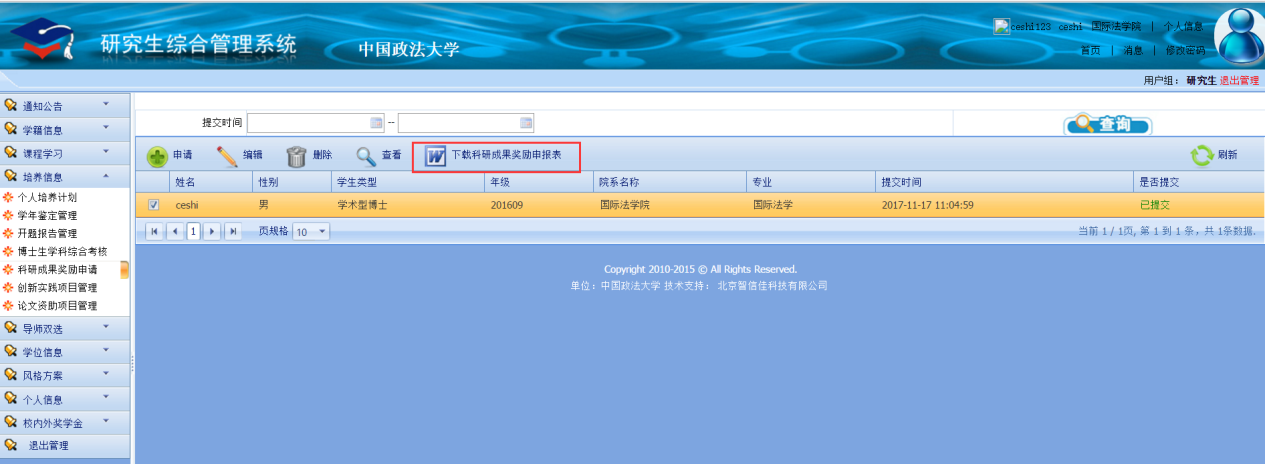 研究生综合管理系统 中国政法大学
ceshi123 ceshi 国际法学院 | 个人信息
首页 | 消息 | 修改密码
用户组： 研究生 退出管理
通知公告
学籍信息
课程学习
培养信息
个人培养计划
学年鉴定管理
开题报告管理
博士生学科综合考核
科研成果奖励申请
创新实践项目管理
论文资助项目管理
导师双选
学位信息
风格方案
个人信息
校内外奖学金
退出管理
提交时间 -- 查询
申请 编辑 删除 查看 下载科研成果奖励申报表 刷新
姓名 性别 学生类型 年级 院系名称 专业 提交时间 是否提交
ceshi 男 学术型博士 201609 国际法学院 国际法学 2017-11-17 11:04:59 已提交
1 页规格 10 当前 1 / 1页, 第 1 到 1 条，共 1条数据.
Copyright 2010-2015 © All Rights Reserved.
单位：中国政法大学 技术支持： 北京智信佳科技有限公司